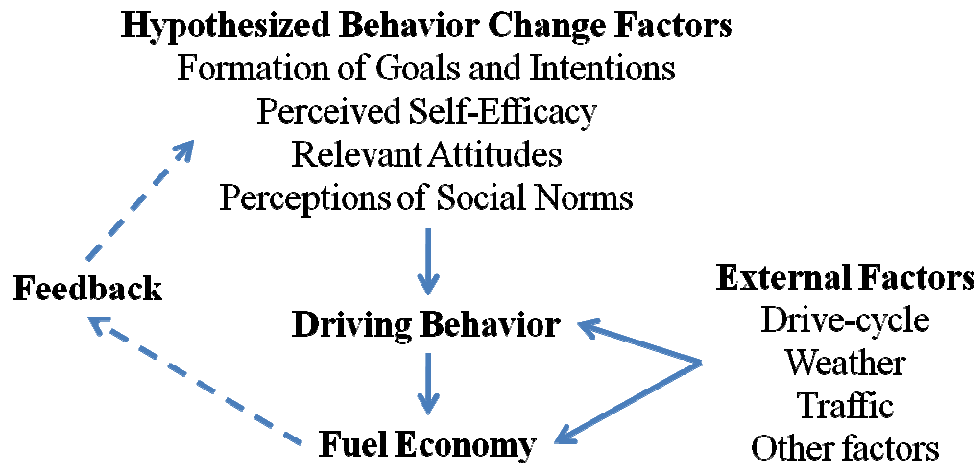 Hypothesized Behavior Change Factors
Formation of Goals and Intentions
Perceived Self-Efficacy
Relevant Attitudes
Perceptions of Social Norms
Feedback
Driving Behavior
Fuel Economy
External Factors
Drive-cycle
Weather
Traffic
Other factors